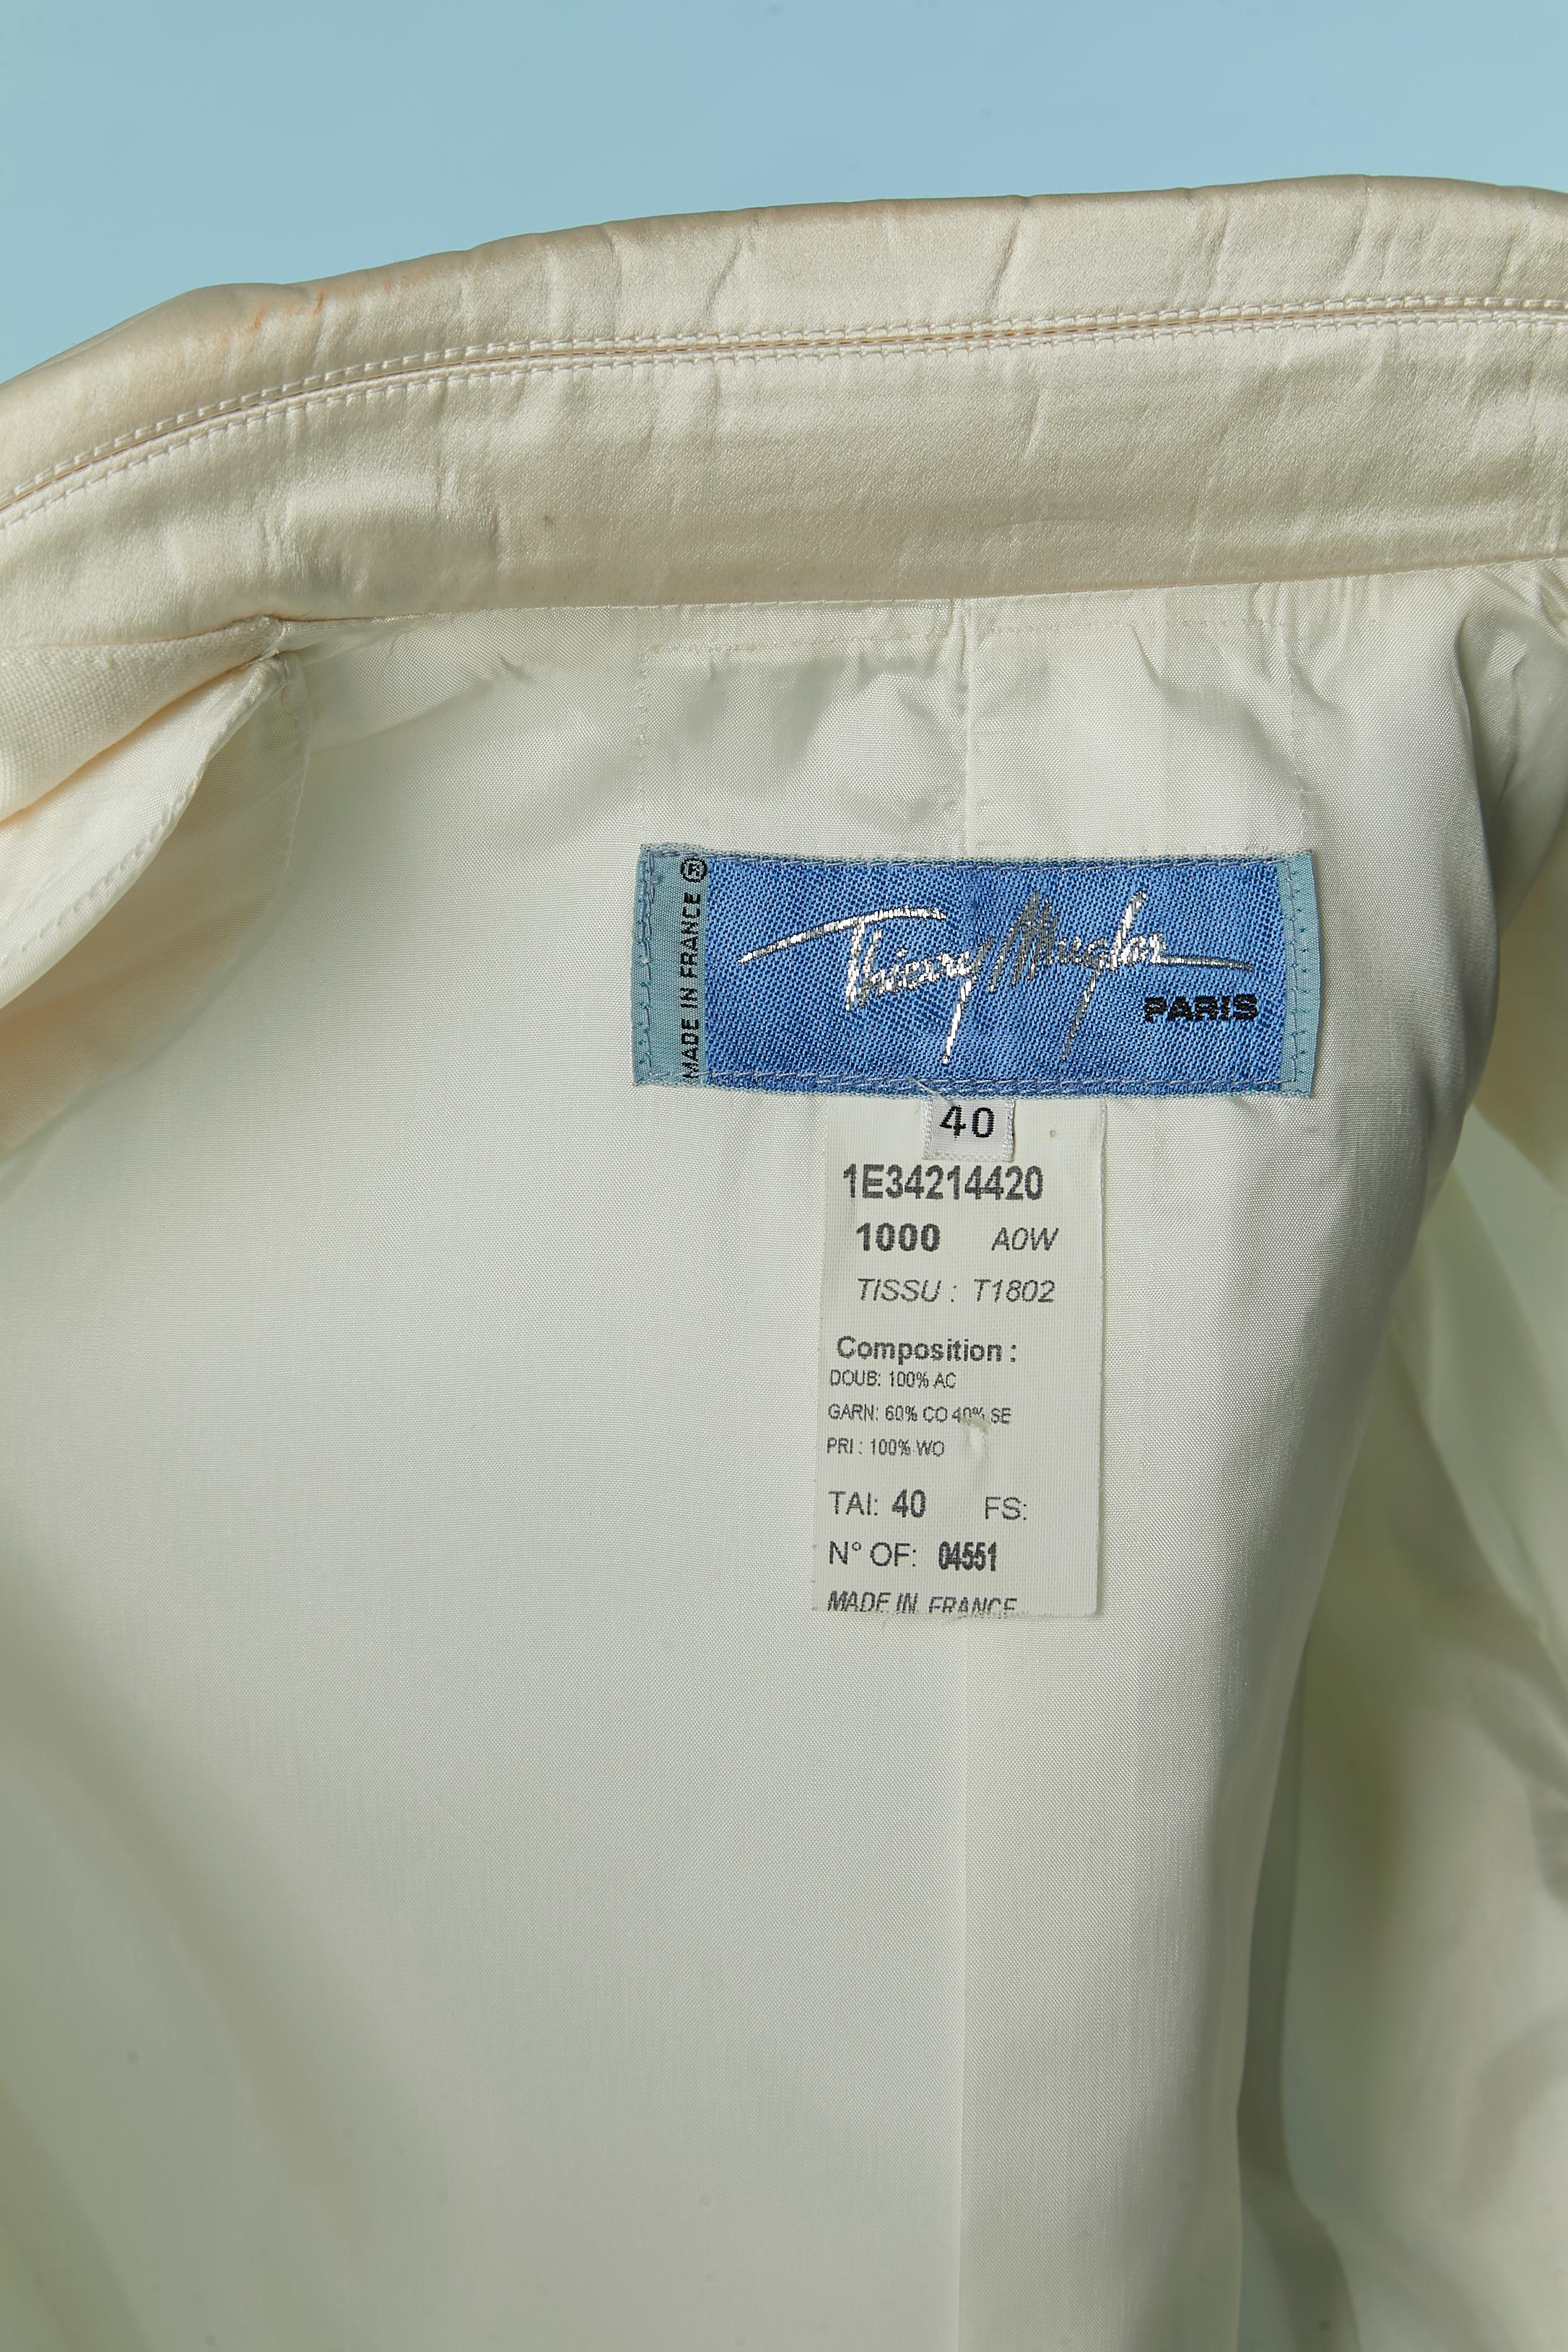 MADE IN FRANCE ®
Thierry Mugler
PARIS
40
1E34214420
1000 A0W
TISSU : T1802
Composition :
DOUB: 100% AC
GARN: 60% CO 40% SE
PRI : 100% WO
TAI: 40 FS:
N° OF: 04551
MADE IN FRANCE